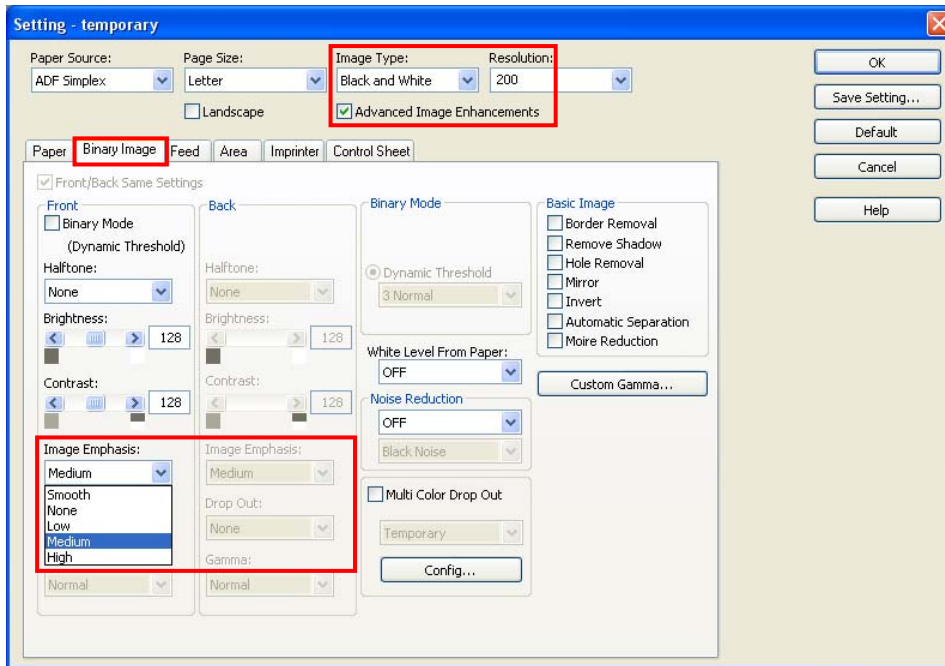 Setting - temporary
Paper Source: Page Size: Image Type: Resolution:
ADF Simplex Letter Black and White 200
Landscape Advanced Image Enhancements
OK
Save Setting...
Default
Cancel
Help
Paper Binary Image Feed Area Imprinter Control Sheet
Front/Back Same Settings
Front
Binary Mode
(Dynamic Threshold)
Halftone:
None
Brightness:
128
Contrast:
128
Image Emphasis:
Medium
Smooth
None
Low
Medium
High
Normal
Back
Halftone:
None
Brightness:
128
Contrast:
128
Image Emphasis:
Medium
Drop Out:
None
Gamma:
Normal
Binary Mode
Dynamic Threshold
3 Normal
White Level From Paper:
OFF
Noise Reduction
OFF
Black Noise
Multi Color Drop Out
Temporary
Config...
Basic Image
Border Removal
Remove Shadow
Hole Removal
Mirror
Invert
Automatic Separation
Moire Reduction
Custom Gamma...